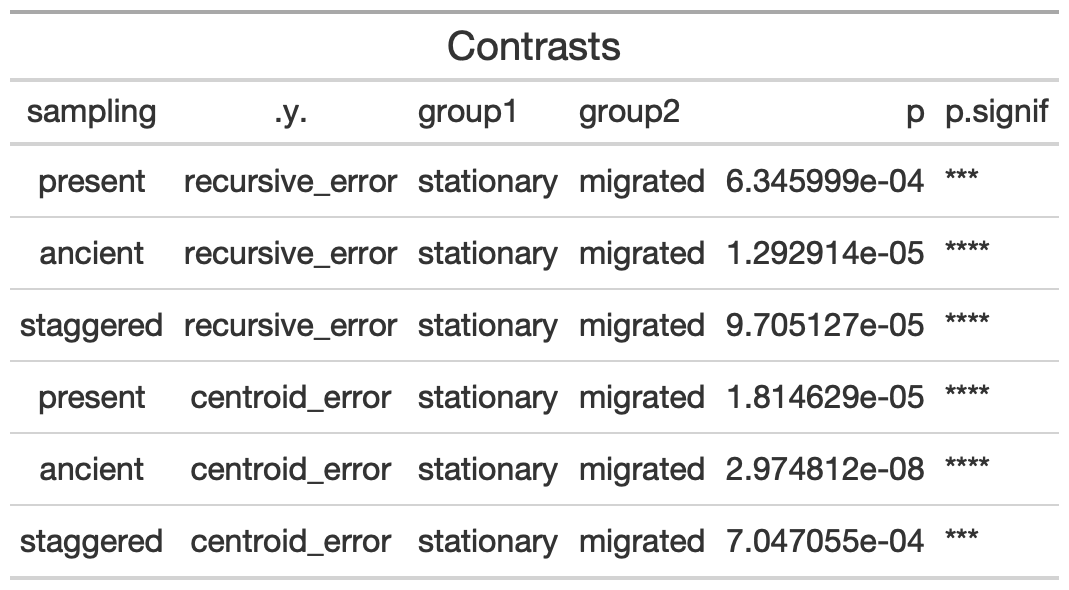 Contrasts
sampling .y. group1 group2 p p.signif
present recursive_error stationary migrated 6.345999e-04 ***
ancient recursive_error stationary migrated 1.292914e-05 ****
staggered recursive_error stationary migrated 9.705127e-05 ****
present centroid_error stationary migrated 1.814629e-05 ****
ancient centroid_error stationary migrated 2.974812e-08 ****
staggered centroid_error stationary migrated 7.047055e-04 ***